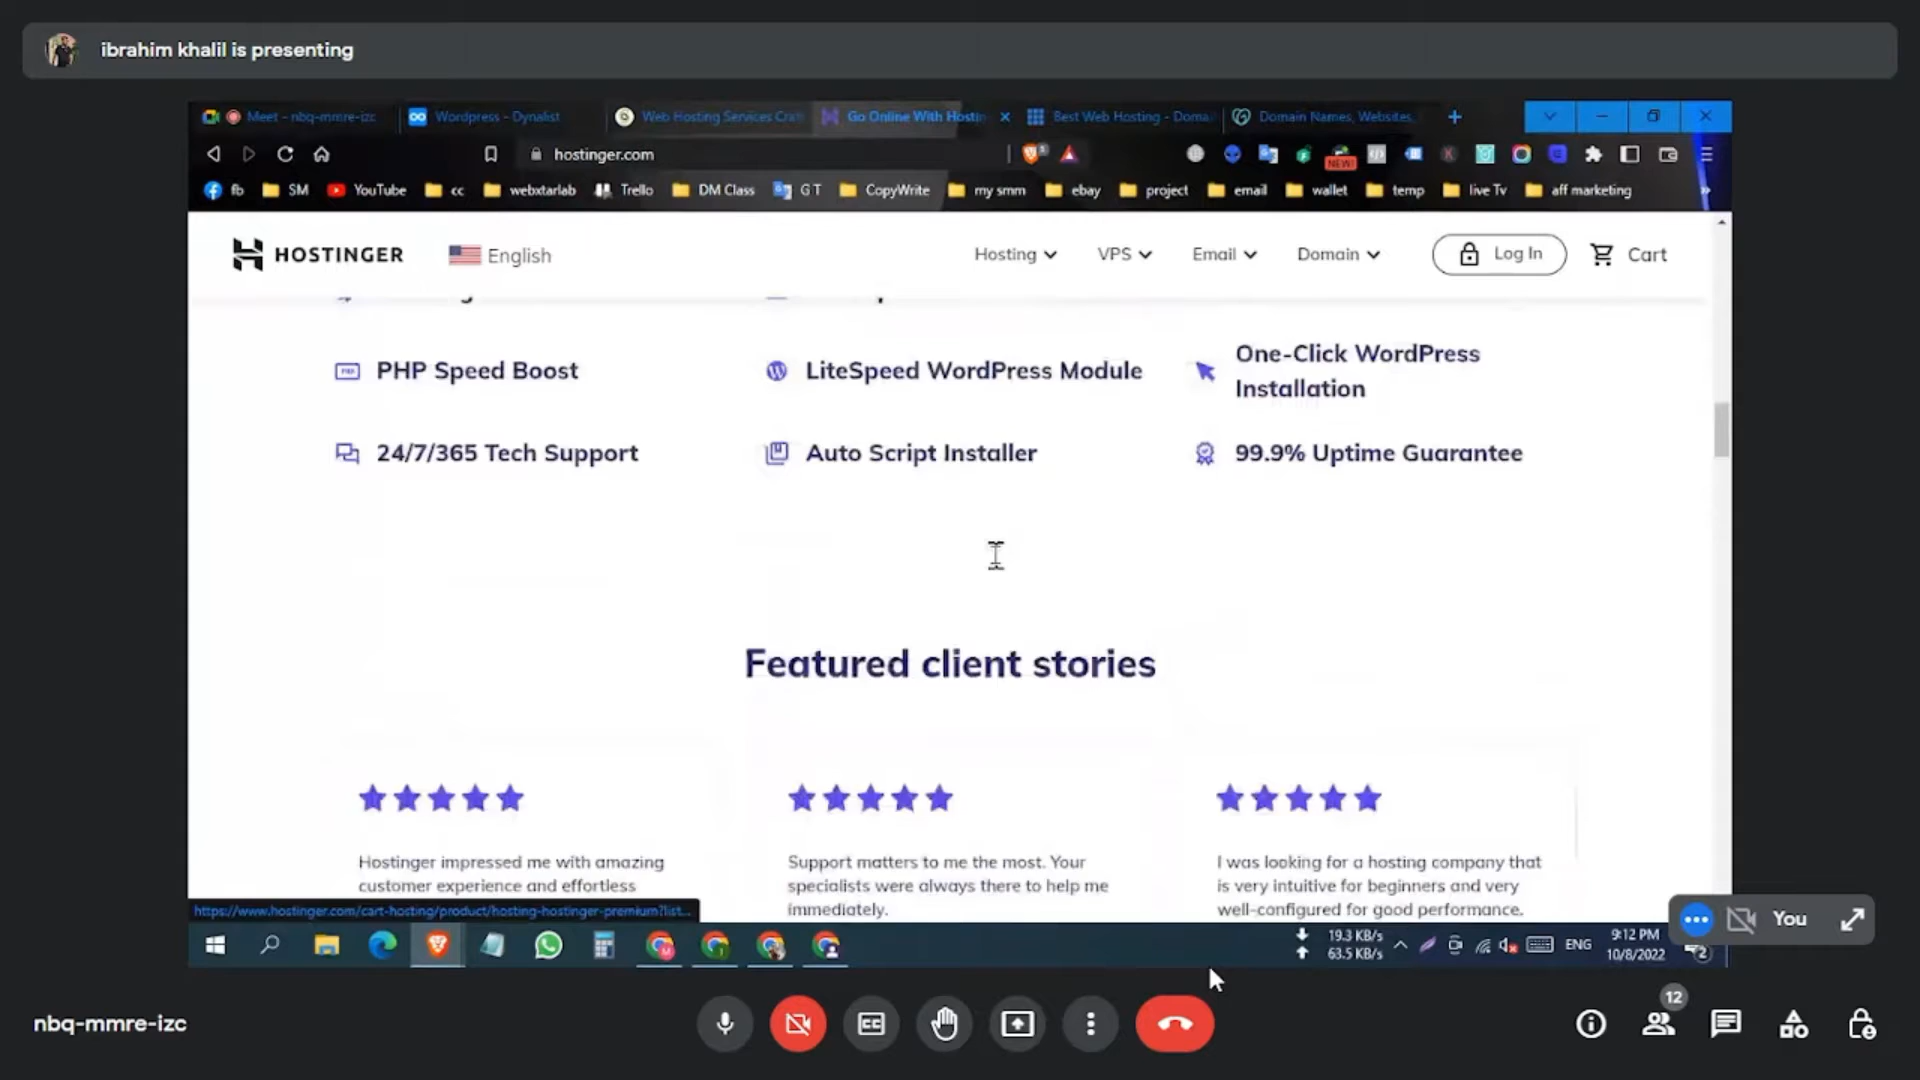 ibrahim khalil is presenting
Meet - nbq-mmre-izc
Wordpress - Dynalist
Web Hosting Services Craf
Go Online With Hostin
Best Web Hosting - Domai
Domain Names, Websites,
hostinger.com
NEW!
fb
SM
YouTube
cc
webxtarlab
Trello
DM Class
G T
CopyWrite
my smm
ebay
project
email
wallet
temp
live Tv
aff marketing
HOSTINGER
English
Hosting
VPS
Email
Domain
Log In
Cart
PHP Speed Boost
LiteSpeed WordPress Module
One-Click WordPress
Installation
24/7/365 Tech Support
Auto Script Installer
99.9% Uptime Guarantee
Featured client stories
Hostinger impressed me with amazing
customer experience and effortless
Support matters to me the most. Your
specialists were always there to help me
immediately.
I was looking for a hosting company that
is very intuitive for beginners and very
well-configured for good performance.
https://www.hostinger.com/cart-hosting/product/hosting-hostinger-premium?list...
You
19.3 KB/s
63.5 KB/s
ENG
9:12 PM
10/8/2022
2
nbq-mmre-izc
12